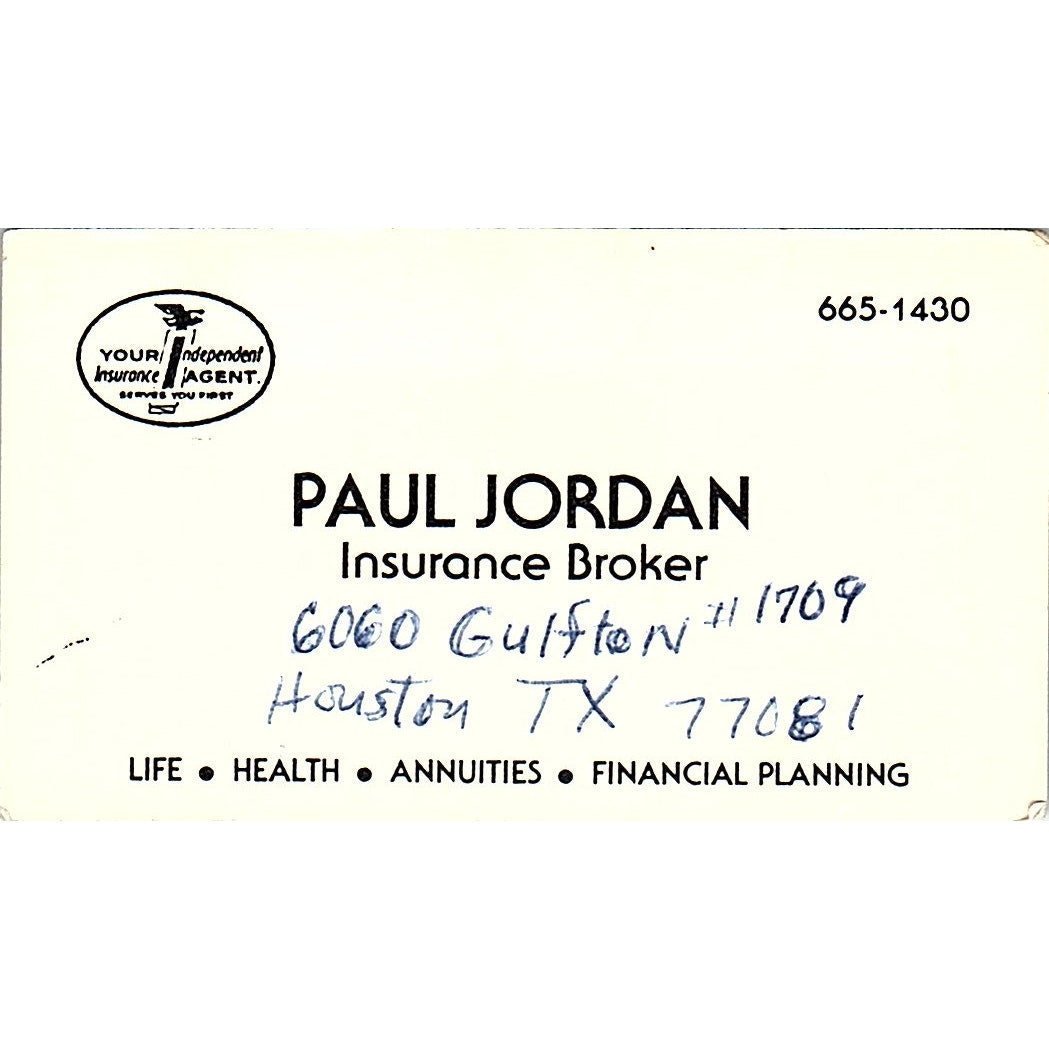 YOUR Independent
Insurance AGENT.
SERVES YOU FIRST
665-1430
PAUL JORDAN
Insurance Broker
6060 Gulfton #1709
Houston TX 77081
LIFE • HEALTH • ANNUITIES • FINANCIAL PLANNING